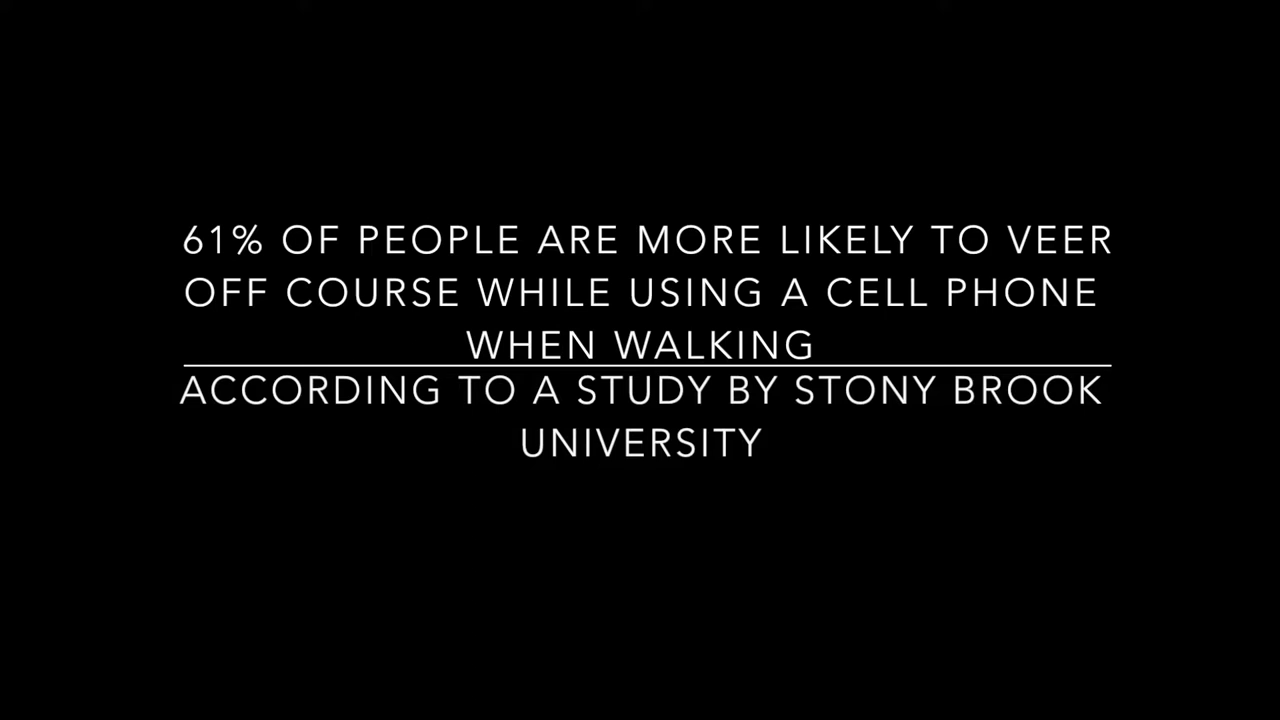 61% OF PEOPLE ARE MORE LIKELY TO VEER
OFF COURSE WHILE USING A CELL PHONE
WHEN WALKING
ACCORDING TO A STUDY BY STONY BROOK
UNIVERSITY